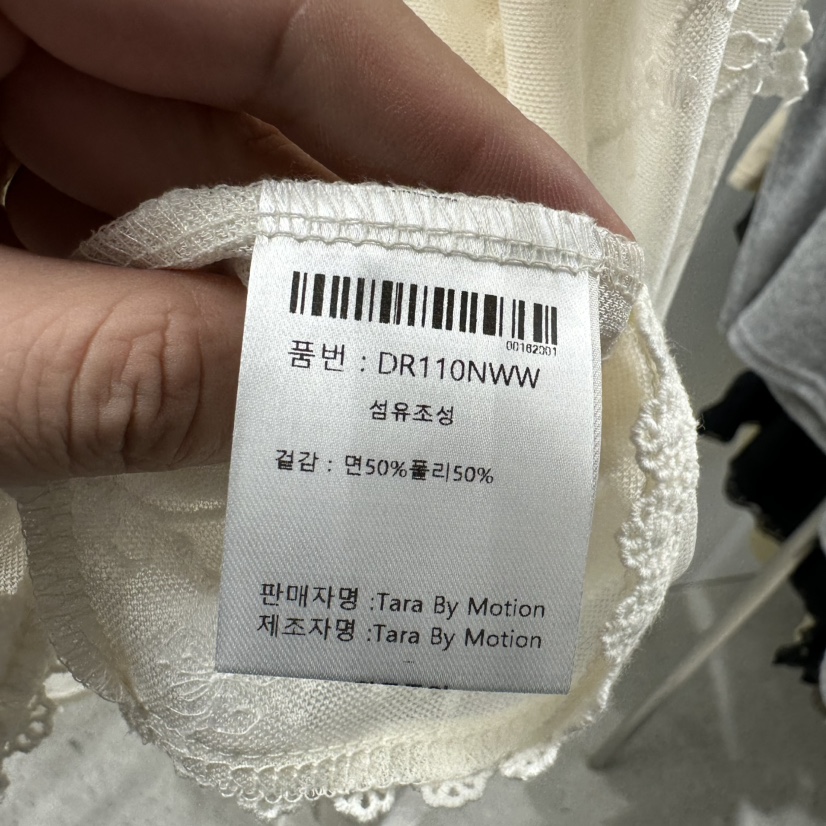 00182001
품번 : DR110NWW
섬유조성
겉감 : 면50%폴리50%
판매자명 :Tara By Motion
제조자명 :Tara By Motion